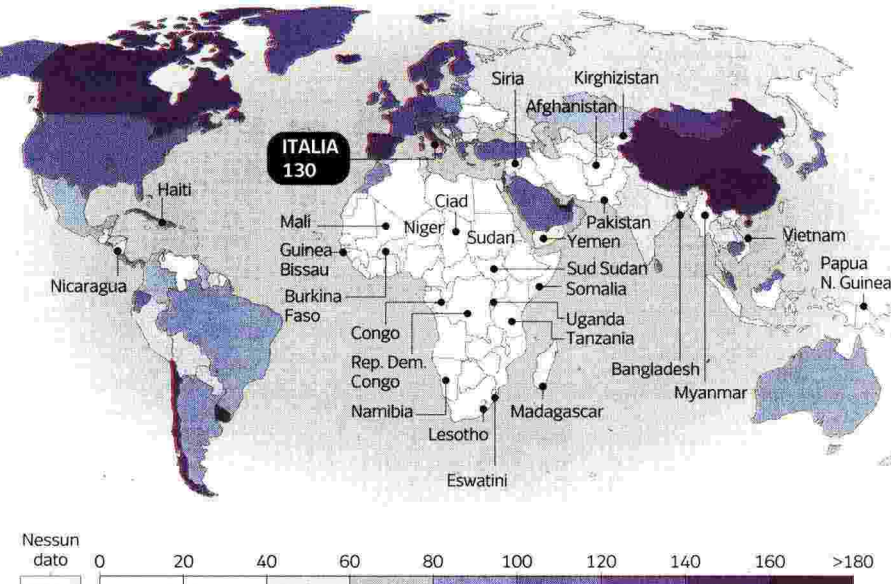 Siria
Kirghizistan
Afghanistan
ITALIA
130
Haiti
Ciad
Mali
Niger
Sudan
Pakistan
Yemen
Vietnam
Guinea
Bissau
Nicaragua
Sud Sudan
Somalia
Papua
N. Guinea
Burkina
Faso
Congo
Uganda
Tanzania
Rep. Dem.
Congo
Bangladesh
Myanmar
Namibia
Madagascar
Lesotho
Eswatini
Nessun
dato
0 20 40 60 80 100 120 140 160 >180